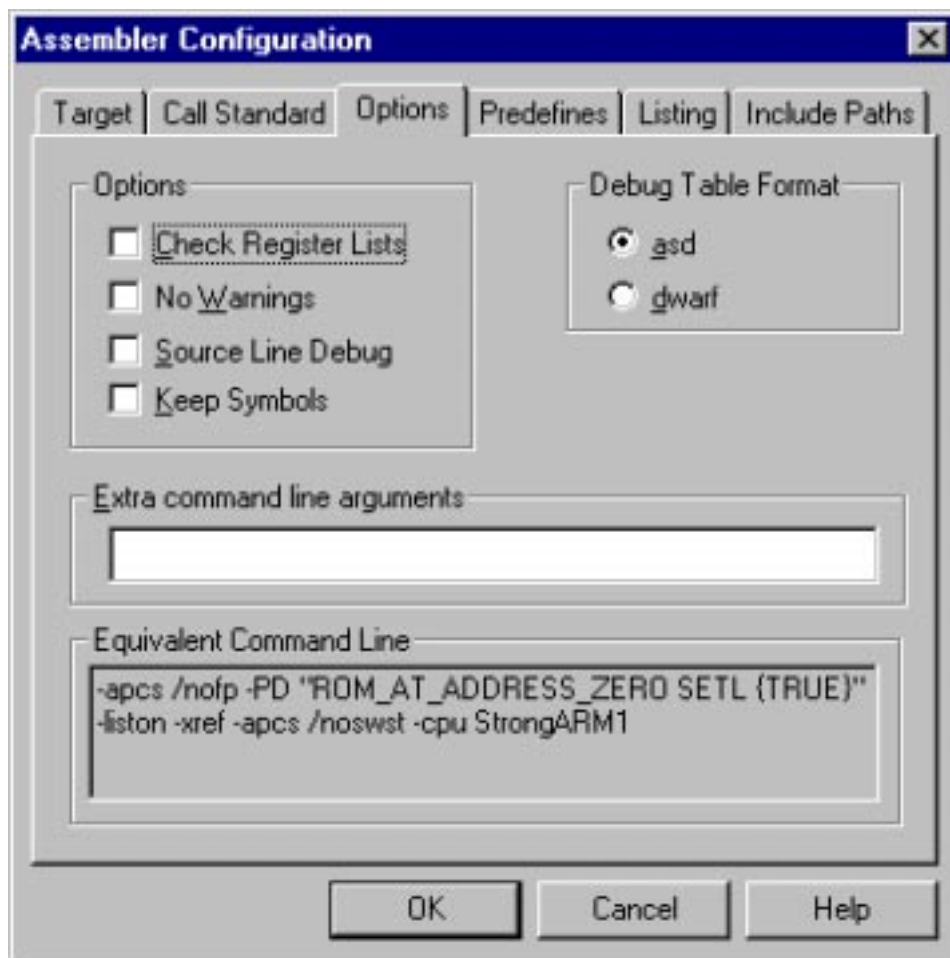 Assembler Configuration
Target Call Standard Options Predefines Listing Include Paths
Options
Check Register Lists
No Warnings
Source Line Debug
Keep Symbols
Debug Table Format
asd
dwarf
Extra command line arguments
Equivalent Command Line
-apcs /nofp -PD "ROM_AT_ADDRESS_ZERO SETL {TRUE}"
-liston -xref -apcs /noswst -cpu StrongARM1
OK Cancel Help